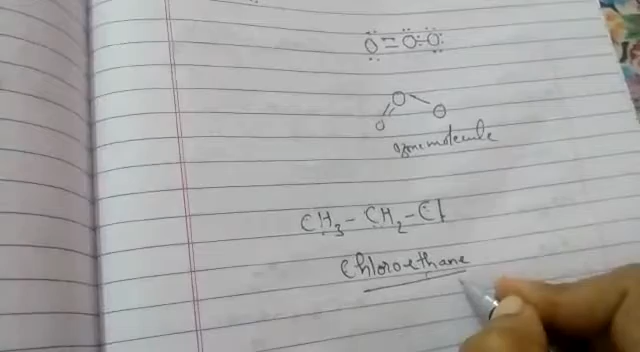 O=O:O:
O
O O
ozone molecule
CH3-CH2-Cl
Chloroethane